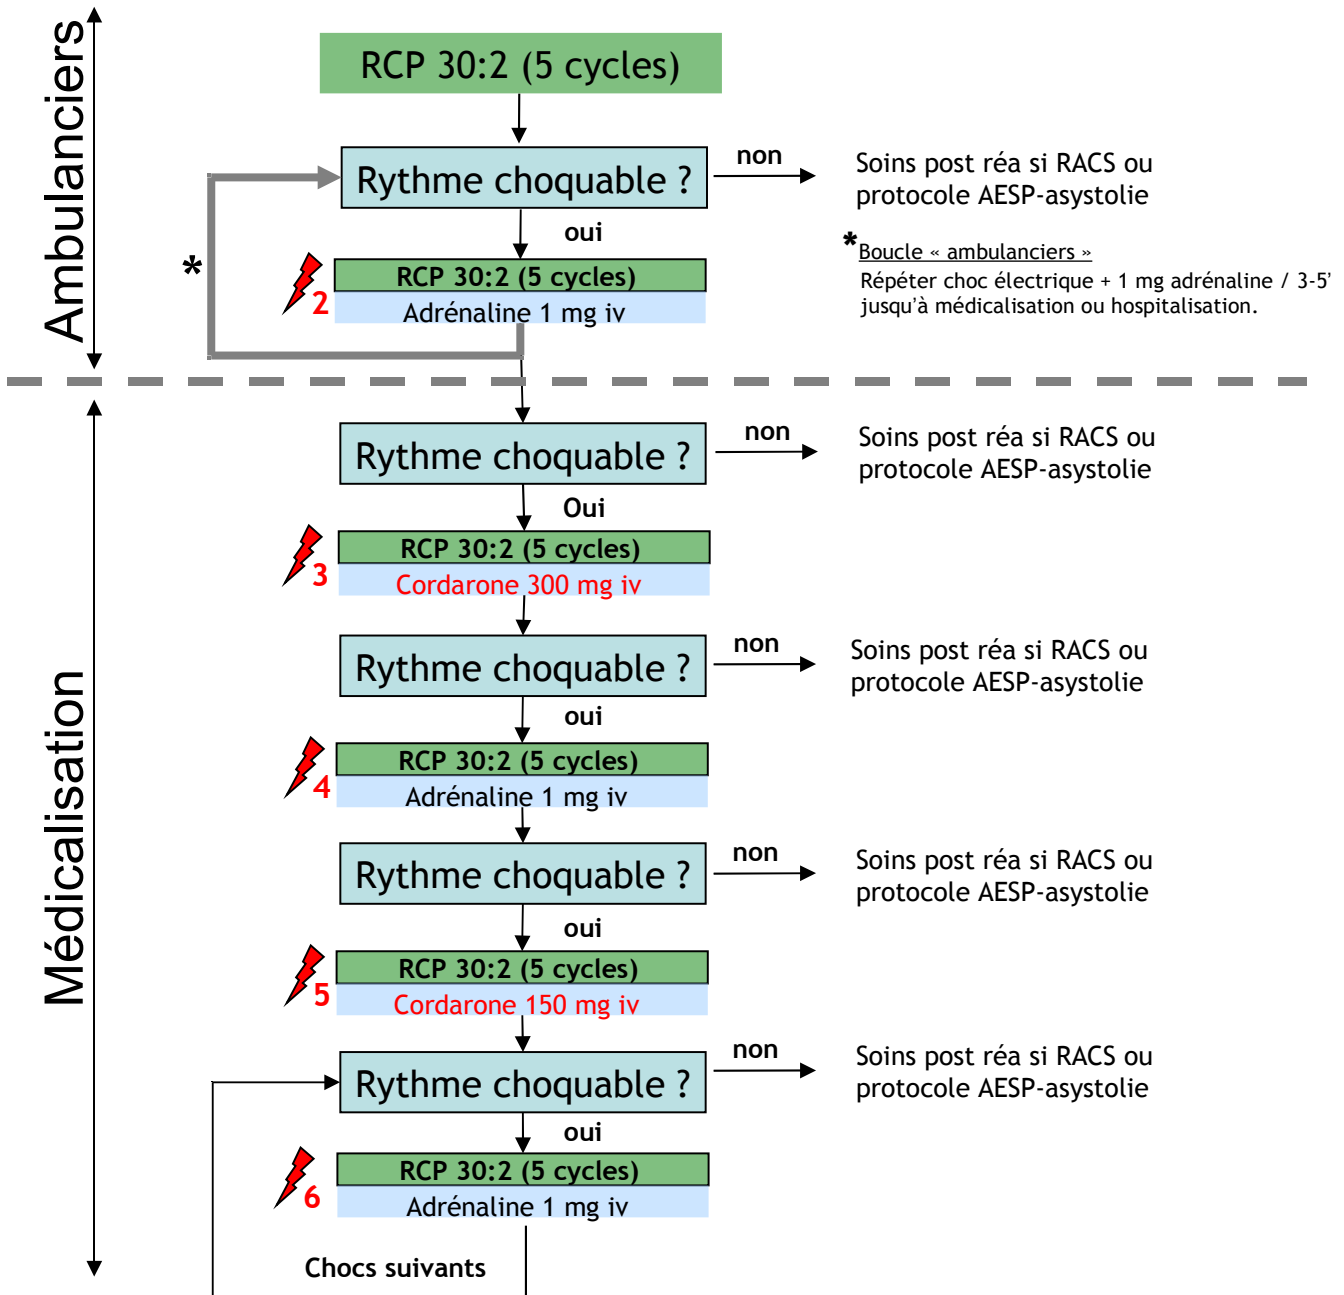 Ambulanciers
RCP 30:2 (5 cycles)
Rythme choquable ?
non
Soins post réa si RACS ou
protocole AESP-asystolie
oui
*
*Boucle « ambulanciers »
Répéter choc électrique + 1 mg adrénaline / 3-5'
jusqu'à médicalisation ou hospitalisation.
2
RCP 30:2 (5 cycles)
Adrénaline 1 mg iv
Médicalisation
Rythme choquable ?
non
Soins post réa si RACS ou
protocole AESP-asystolie
Oui
3
RCP 30:2 (5 cycles)
Cordarone 300 mg iv
Rythme choquable ?
non
Soins post réa si RACS ou
protocole AESP-asystolie
oui
4
RCP 30:2 (5 cycles)
Adrénaline 1 mg iv
Rythme choquable ?
non
Soins post réa si RACS ou
protocole AESP-asystolie
oui
5
RCP 30:2 (5 cycles)
Cordarone 150 mg iv
Rythme choquable ?
non
Soins post réa si RACS ou
protocole AESP-asystolie
oui
6
RCP 30:2 (5 cycles)
Adrénaline 1 mg iv
Chocs suivants